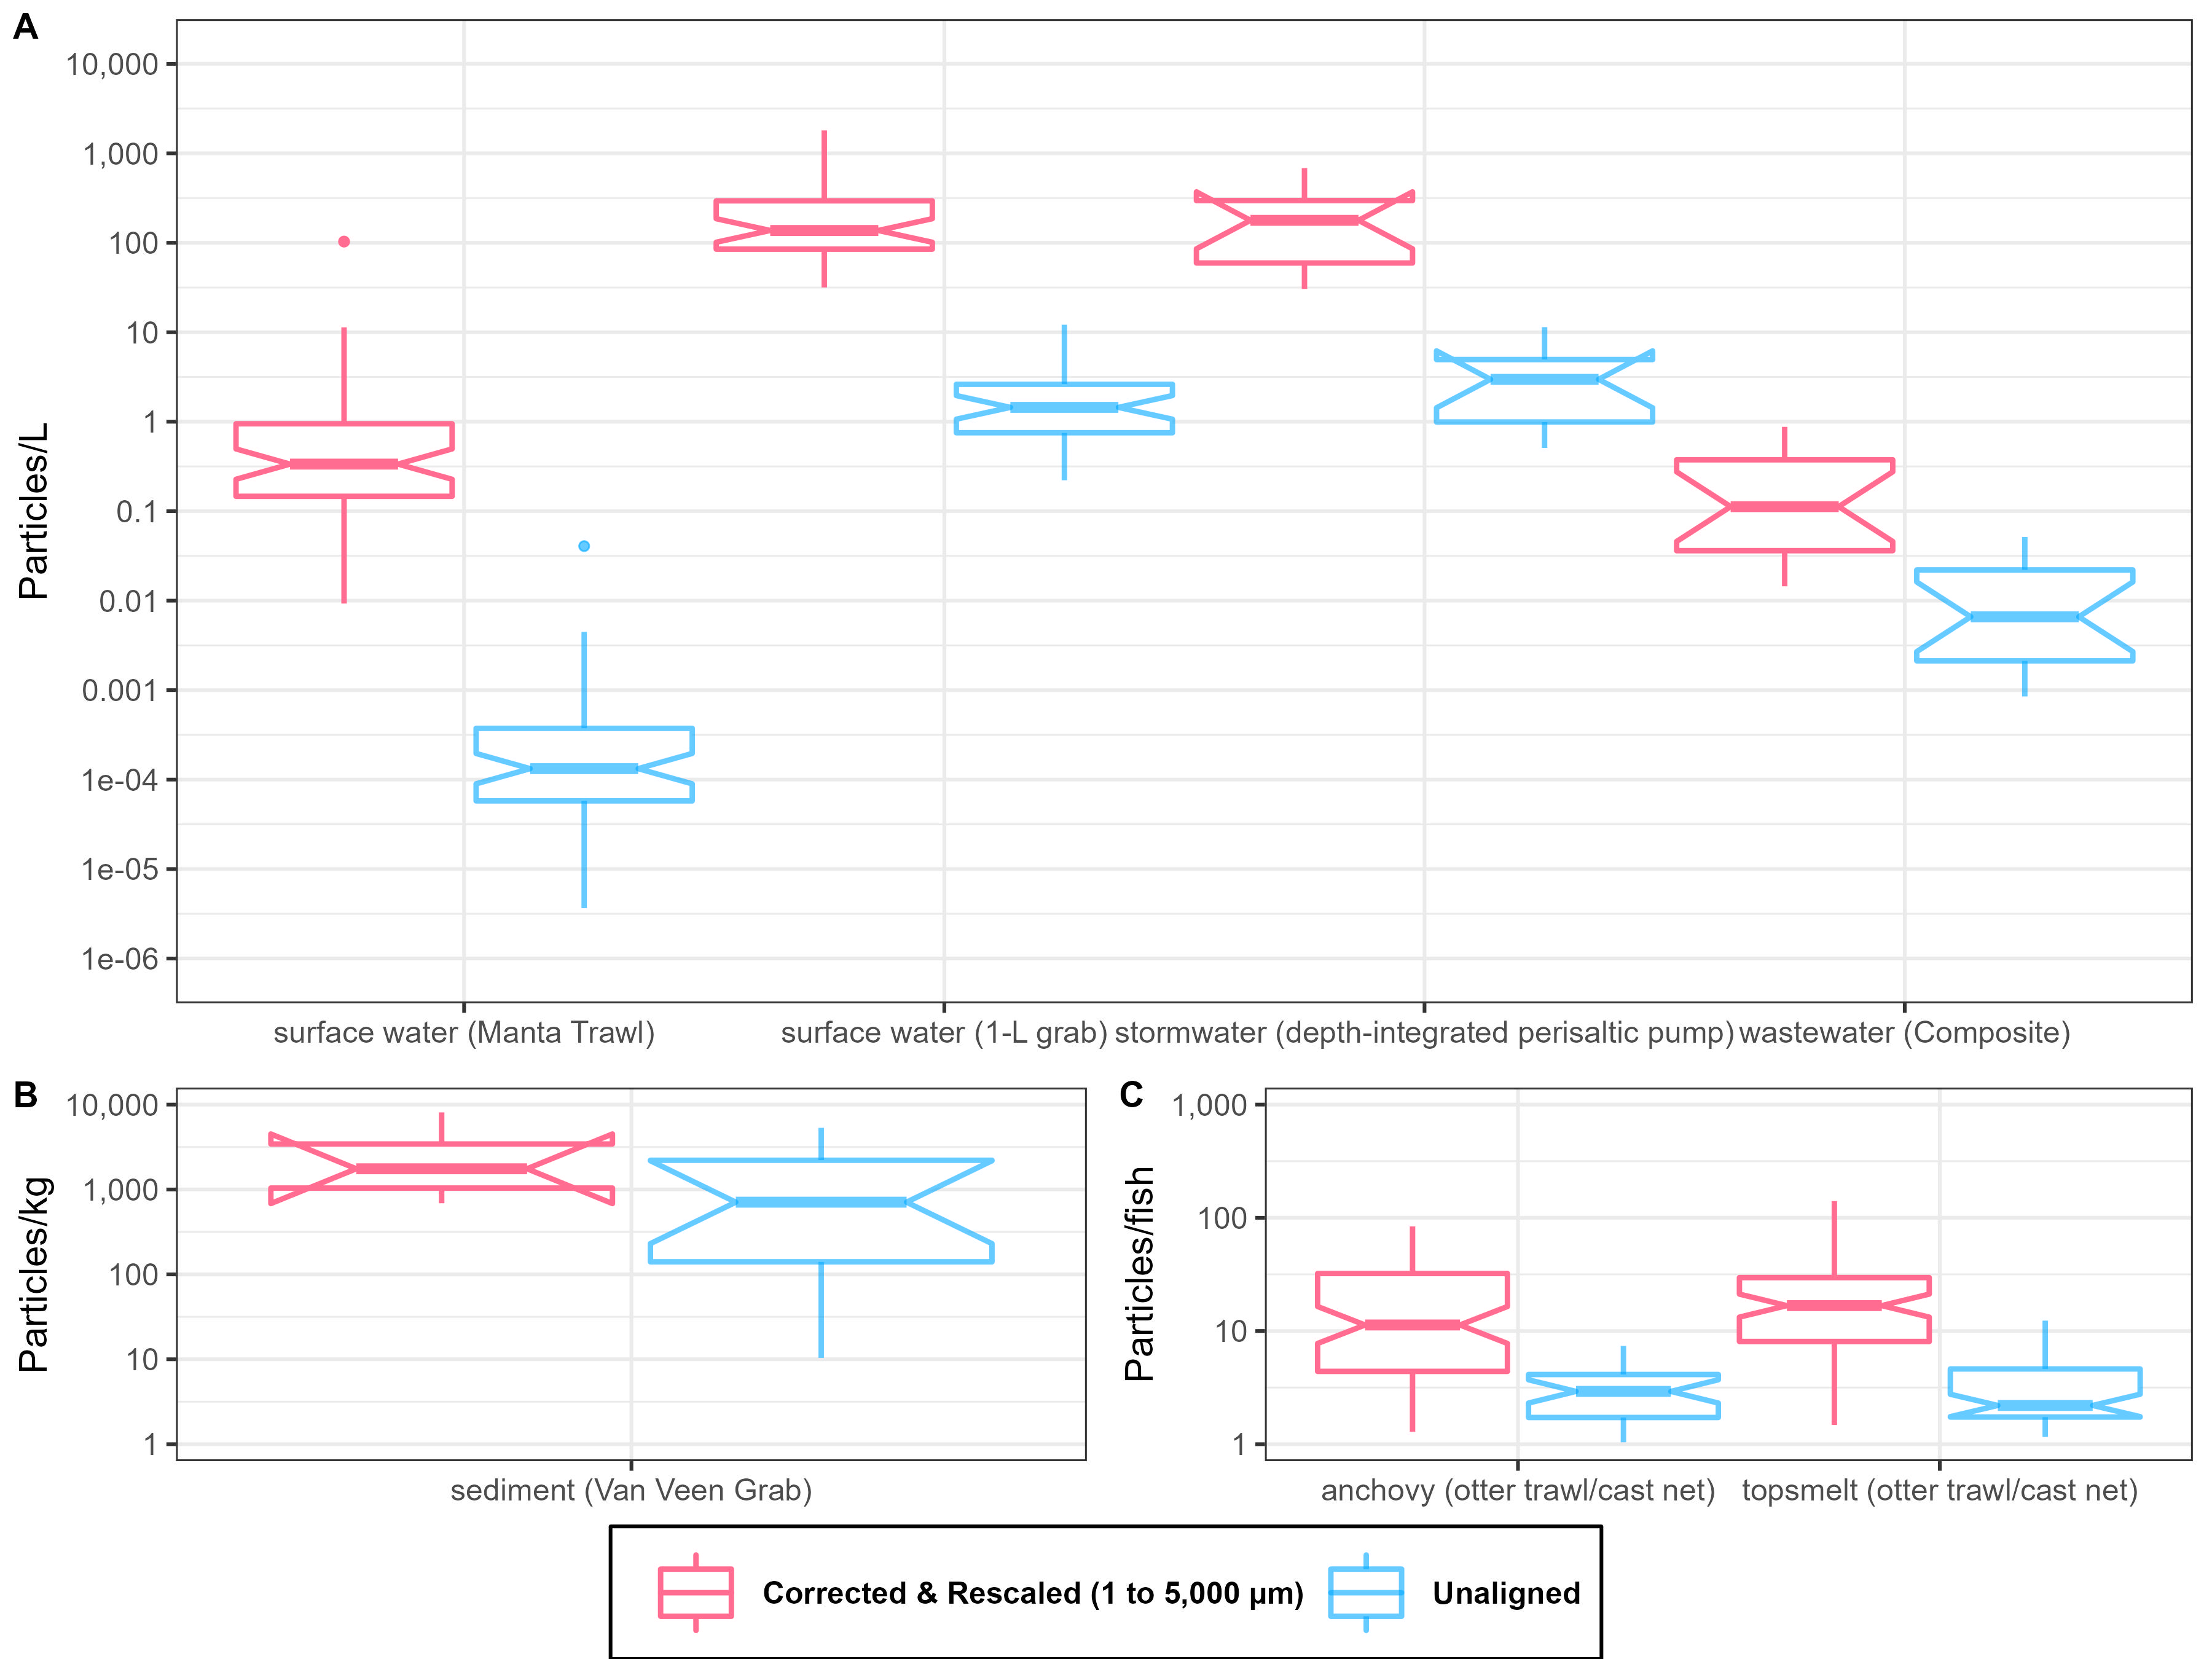 A
10,000
1,000
100
10
1
0.1
0.01
0.001
1e-04
1e-05
1e-06
Particles/L
surface water (Manta Trawl)
surface water (1-L grab)
stormwater (depth-integrated perisaltic pump)
wastewater (Composite)
B
10,000
1,000
100
10
1
Particles/kg
sediment (Van Veen Grab)
C
1,000
100
10
1
Particles/fish
anchovy (otter trawl/cast net)
topsmelt (otter trawl/cast net)
Corrected & Rescaled (1 to 5,000 µm)
Unaligned